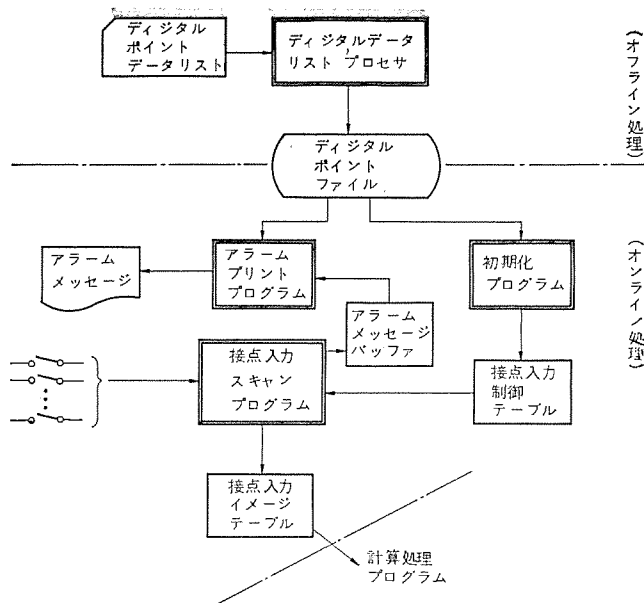 ディジタル
ポイント
データリスト
ディジタルデータ
リスト プロセサ
(オフライン処理)
ディジタル
ポイント
ファイル
アラーム
メッセージ
アラーム
プリント
プログラム
初期化
プログラム
(オンライン処理)
アラーム
メッセージ
バッファ
接点入力
スキャン
プログラム
接点入力
制御
テーブル
接点入力
イメージ
テーブル
計算処理
プログラム